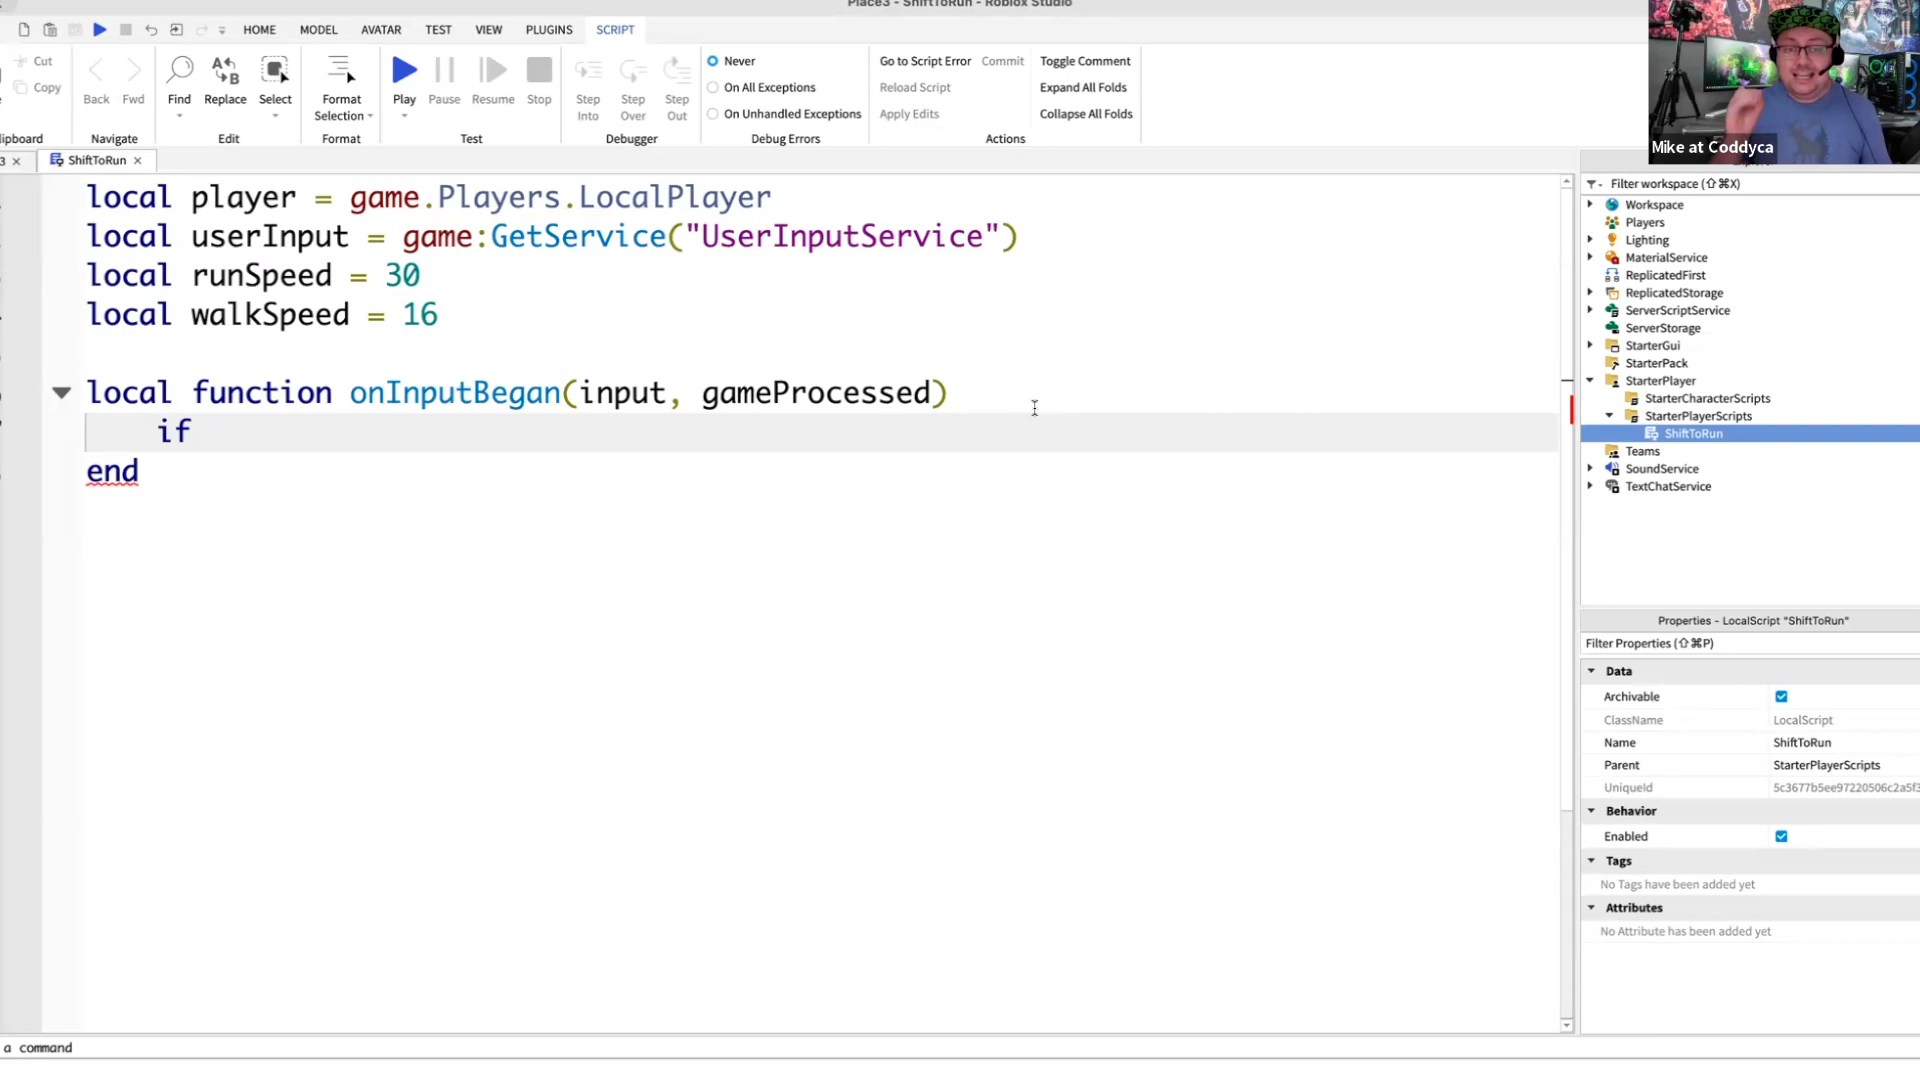 Place3 - ShiftToRun - Roblox Studio
HOME MODEL AVATAR TEST VIEW PLUGINS SCRIPT
Cut
Copy
Back Fwd
Navigate
Find Replace Select
Edit
Format Selection
Format
Play Pause Resume Stop
Test
Step Into Step Over Step Out
Debugger
Never
On All Exceptions
On Unhandled Exceptions
Debug Errors
Go to Script Error Commit Toggle Comment
Reload Script Expand All Folds
Apply Edits Collapse All Folds
Actions
lipboard
Mike at Coddyca
3 × ShiftToRun ×
local player = game.Players.LocalPlayer
local userInput = game:GetService("UserInputService")
local runSpeed = 30
local walkSpeed = 16
local function onInputBegan(input, gameProcessed)
if
end
Filter workspace (⇧⌘X)
Workspace
Players
Lighting
MaterialService
ReplicatedFirst
ReplicatedStorage
ServerScriptService
ServerStorage
StarterGui
StarterPack
StarterPlayer
StarterCharacterScripts
StarterPlayerScripts
ShiftToRun
Teams
SoundService
TextChatService
Properties - LocalScript "ShiftToRun"
Filter Properties (⇧⌘P)
Data
Archivable
ClassName LocalScript
Name ShiftToRun
Parent StarterPlayerScripts
UniqueId 5c3677b5ee97220506c2a5f3
Behavior
Enabled
Tags
No Tags have been added yet
Attributes
No Attribute has been added yet
a command